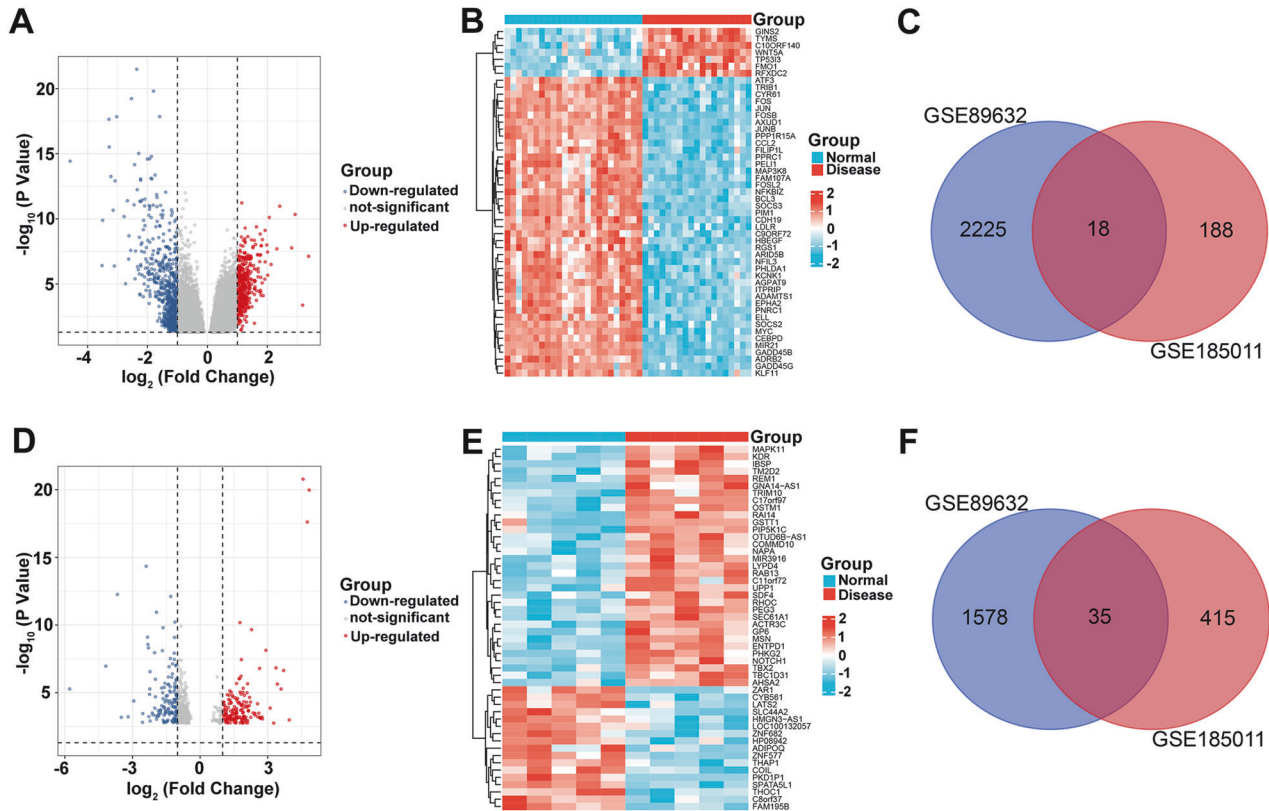 A
-log10 (P Value)
20
15
10
5
-4
-2
0
2
4
log2 (Fold Change)
Group
Down-regulated
not-significant
Up-regulated
B
Group
GINS2
TYMS
C10ORF140
WNT5A
TP53I3
FMO1
RFXDC2
ATF3
TRIB1
CYR61
FOS
JUN
FOSB
AXUD1
JUNB
PPP1R15A
CCL2
FILIP1L
PPRC1
PELI1
MAP3K8
FAM107A
FOSL2
NFKBIZ
BCL3
SOCS3
PIM1
CDH19
LDLR
C9ORF72
HBEGF
RGS1
ARID5B
NFIL3
PHLDA1
KCNK1
AGPAT9
ITPRIP
ADAMTS1
EPHA2
PNRC1
ELL
SOCS2
MYC
CEBPD
MIR21
GADD45B
ADRB2
GADD45G
KLF11
Group
Normal
Disease
2
1
0
-1
-2
C
GSE89632
2225
18
188
GSE185011
D
-log10 (P Value)
20
15
10
5
-6
-3
0
3
log2 (Fold Change)
Group
Down-regulated
not-significant
Up-regulated
E
Group
MAPK11
KDR
IBSP
TM2D2
REM1
GNA14-AS1
TRIM10
C17orf97
OSTM1
RAI14
GSTT1
PIP5K1C
OTUD6B-AS1
COMMD10
NAPA
MIR3916
LYPD4
RAB13
C11orf72
UPP1
SDF4
RHOC
PEG3
SEC61A1
ACTR3C
GP6
MSN
ENTPD1
PHKG2
NOTCH1
TBX2
TBC1D31
AHSA2
ZAR1
CYB561
LATS2
SLC44A2
HMGN3-AS1
LOC100132057
ZNF682
HP08942
ADIPOQ
ZNF577
THAP1
COIL
PKD1P1
SPATA5L1
THOC1
C8orf37
FAM195B
Group
Normal
Disease
2
1
0
-1
-2
F
GSE89632
1578
35
415
GSE185011